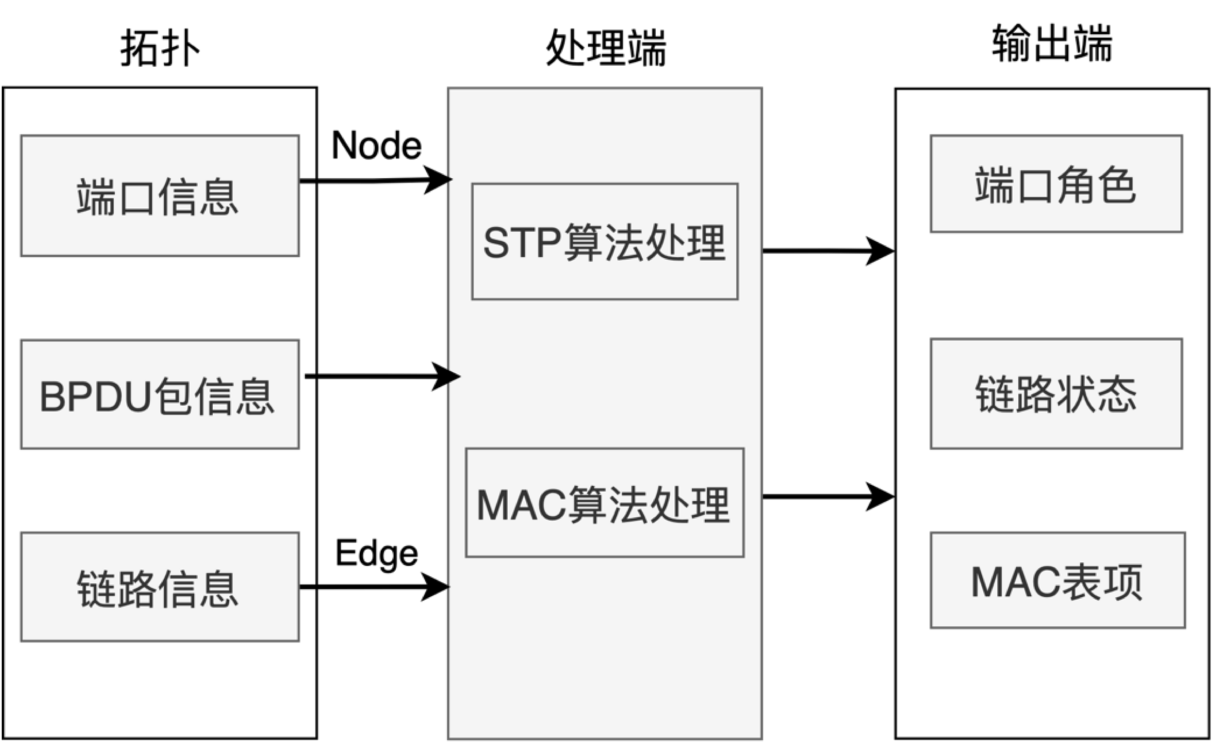 拓扑
处理端
输出端
端口信息
Node
BPDU包信息
链路信息
Edge
STP算法处理
MAC算法处理
端口角色
链路状态
MAC表项